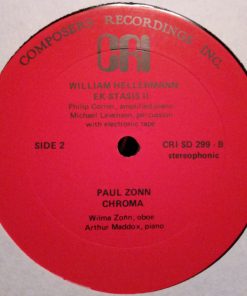 COMPOSERS RECORDINGS INC.
CRI
WILLIAM HELLERMANN
EK-STASIS II
Philip Corner, amplified piano
Michael Levenson, percussion
with electronic tape
SIDE 2
CRI SD 299 - B
stereophonic
PAUL ZONN
CHROMA
Wilma Zonn, oboe
Arthur Maddox, piano